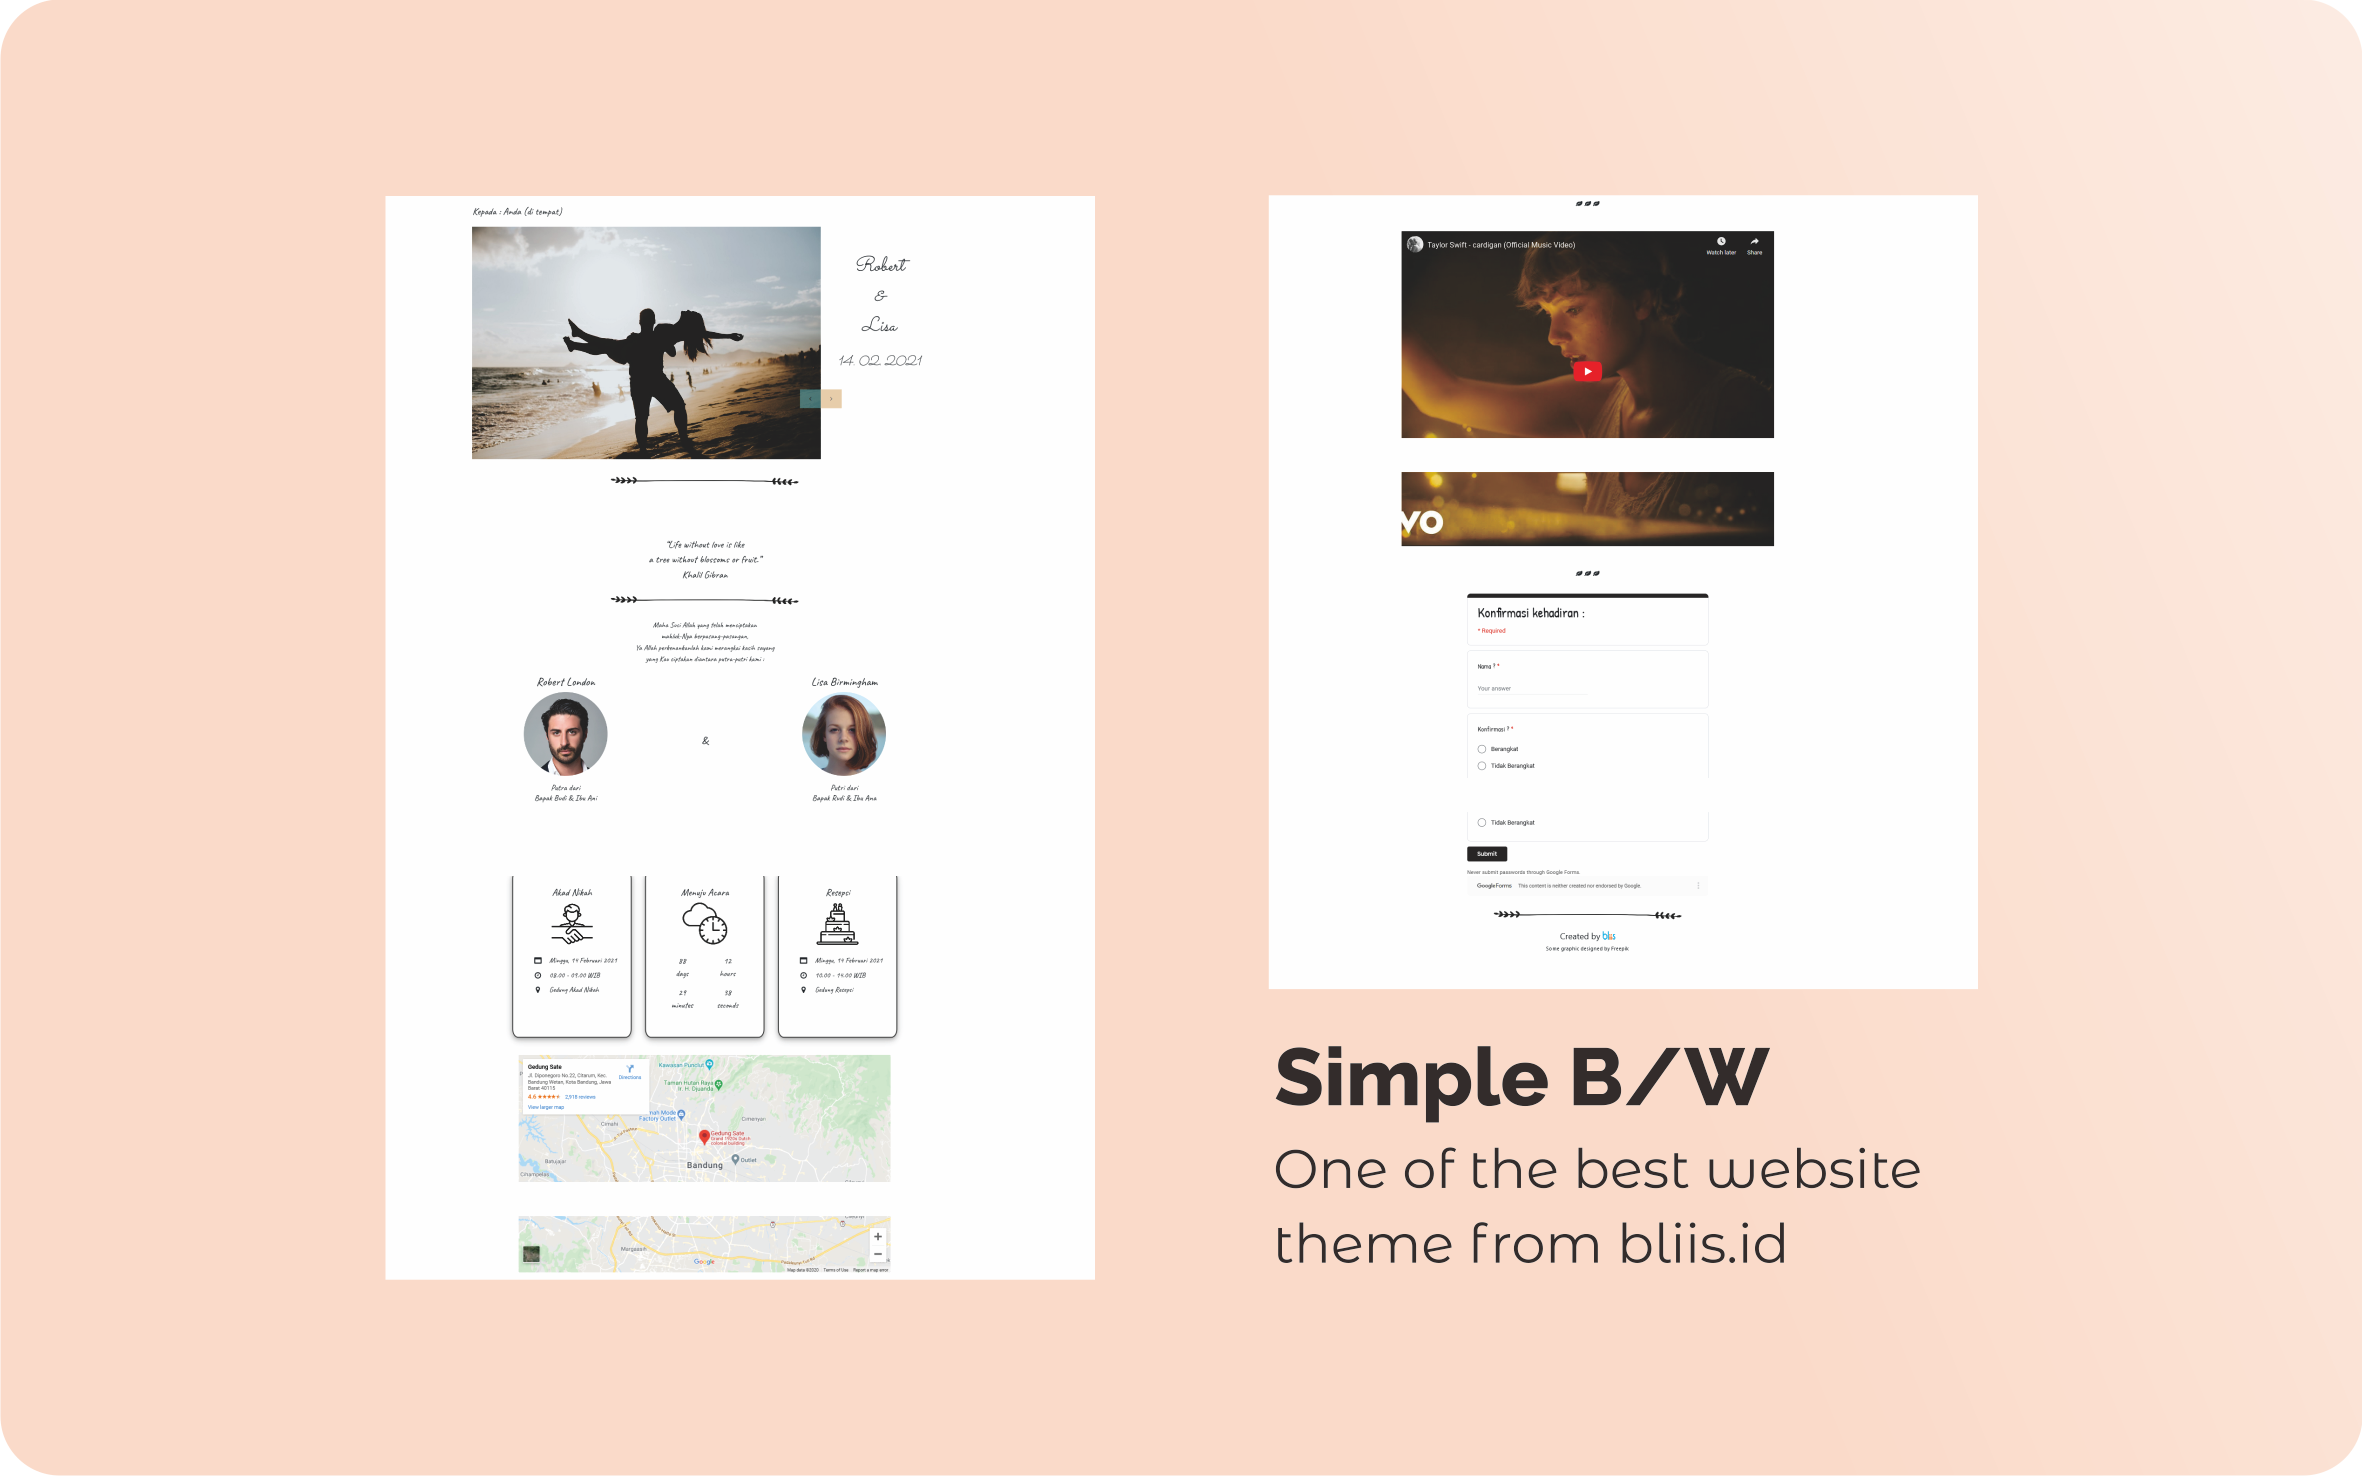 Kepada : Anda (di tempat)
Robert
&
Lisa
14. 02. 2021
"Life without love is like
a tree without blossoms or fruit."
Khalil Gibran
Maha Suci Allah yang telah menciptakan
mahluk-Nya berpasang-pasangan,
Ya Allah perkenankanlah kami merangkai kasih sayang
yang Kau ciptakan diantara putra-putri kami :
Robert London
&
Lisa Birmingham
Putra dari
Bapak Budi & Ibu Ani
Putri dari
Bapak Rudi & Ibu Ana
Akad Nikah
Minggu, 14 Februari 2021
08.00 - 09.00 WIB
Gedung Akad Nikah
Menuju Acara
88 12
days hours
29 38
minutes seconds
Resepsi
Minggu, 14 Februari 2021
10.00 - 14.00 WIB
Gedung Resepsi
Gedung Sate
Jl. Diponegoro No.22, Citarum, Kec.
Bandung Wetan, Kota Bandung, Jawa
Barat 40115
4.6 2,918 reviews
View larger map
Directions
Kawasan Punclut
Taman Hutan Raya
Ir. H. Djuanda
rum Mode
Factory Outlet
Cimenyan
Cimahi
Gedung Sate
Grand 1920s Dutch
colonial building
Batujajar
Bandung
Outlet
Cihampelas
Margaasih
Google
Map data ©2020 Terms of Use Report a map error
Taylor Swift - cardigan (Official Music Video)
Watch later
Share
vo
Konfirmasi kehadiran :
* Required
Nama ? *
Your answer
Konfirmasi ? *
Berangkat
Tidak Berangkat
Tidak Berangkat
Submit
Never submit passwords through Google Forms.
Google Forms This content is neither created nor endorsed by Google.
Created by bliis
Some graphic designed by Freepik
Simple B/W
One of the best website
theme from bliis.id